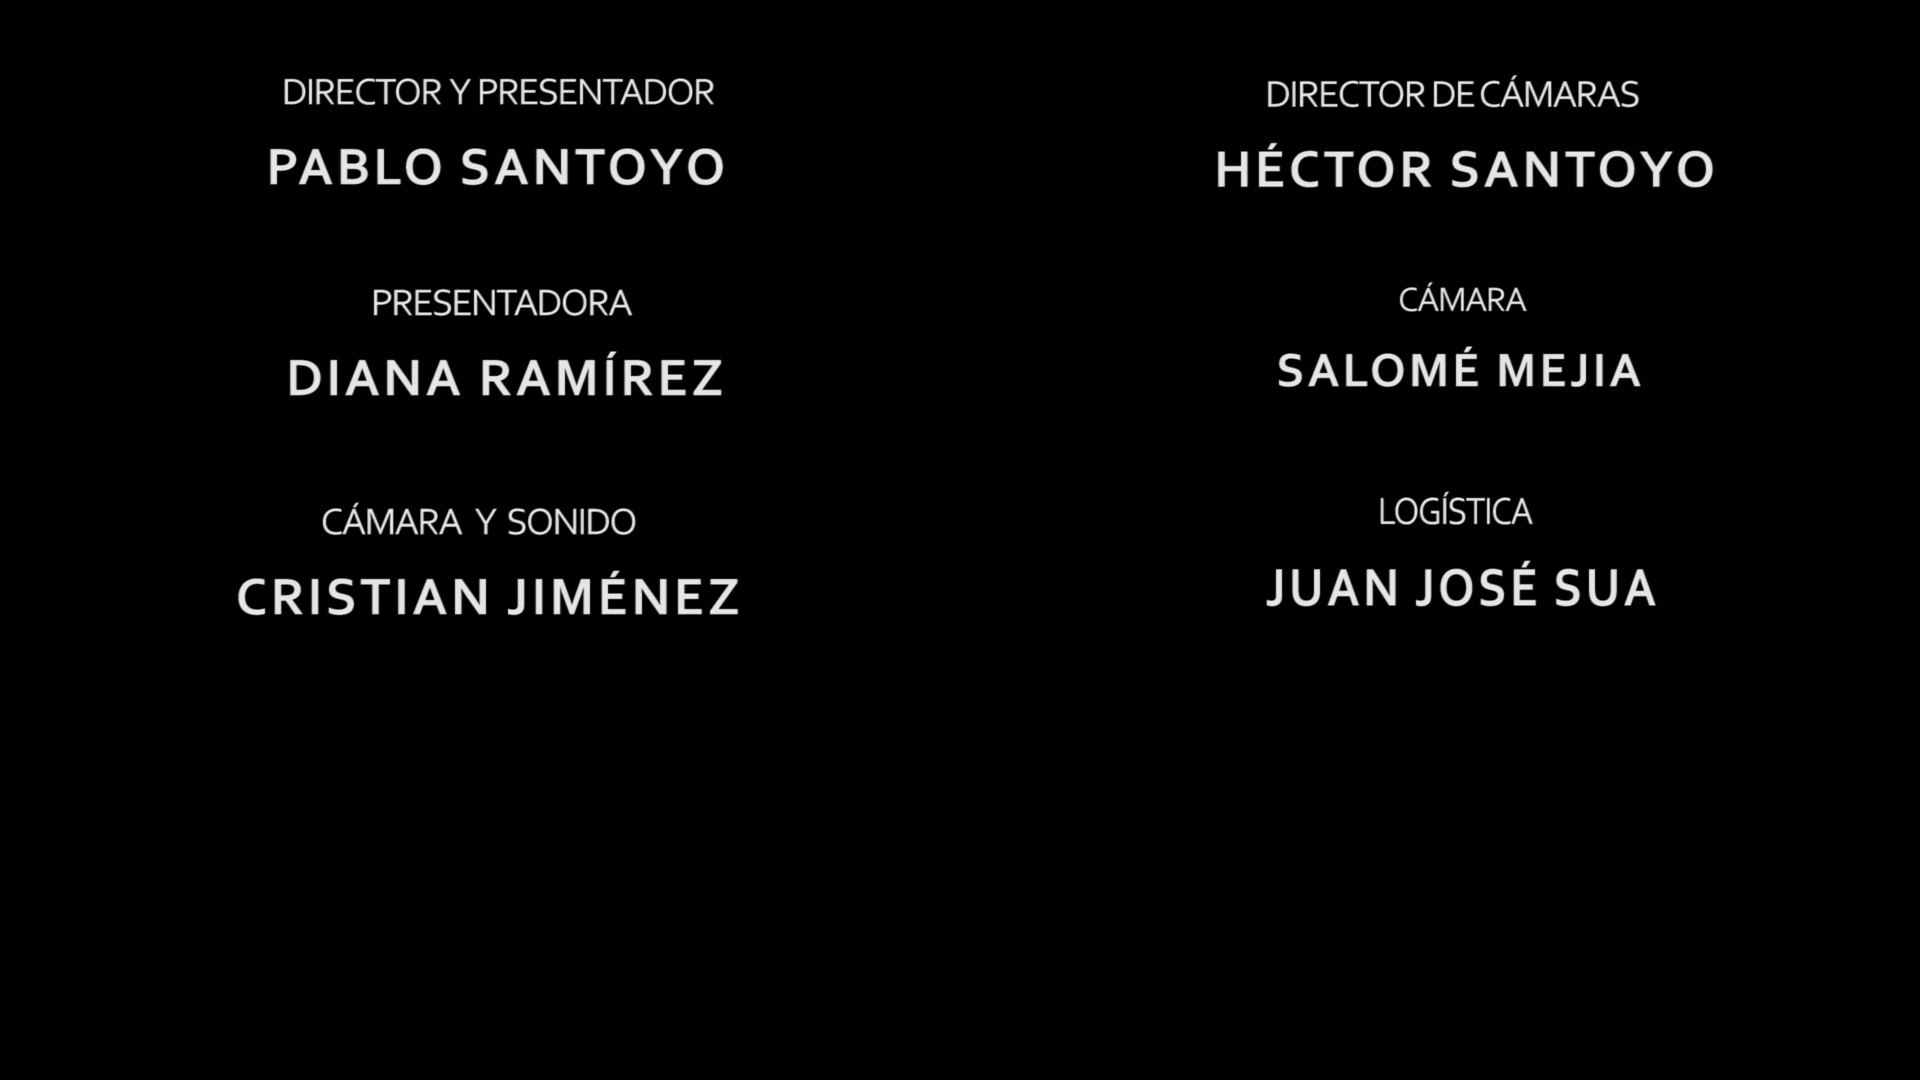 DIRECTOR Y PRESENTADOR
PABLO SANTOYO
PRESENTADORA
DIANA RAMÍREZ
CÁMARA Y SONIDO
CRISTIAN JIMÉNEZ
DIRECTOR DE CÁMARAS
HÉCTOR SANTOYO
CÁMARA
SALOMÉ MEJIA
LOGÍSTICA
JUAN JOSÉ SUA